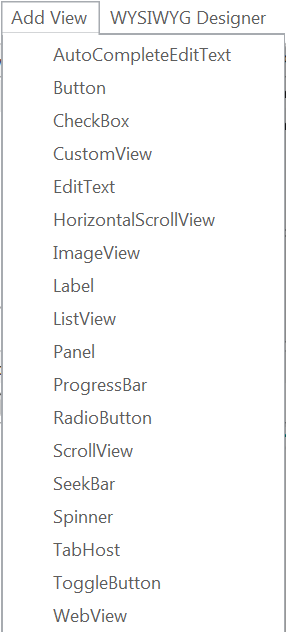 Add View WYSIWYG Designer
AutoCompleteEditText
Button
CheckBox
CustomView
EditText
HorizontalScrollView
ImageView
Label
ListView
Panel
ProgressBar
RadioButton
ScrollView
SeekBar
Spinner
TabHost
ToggleButton
WebView